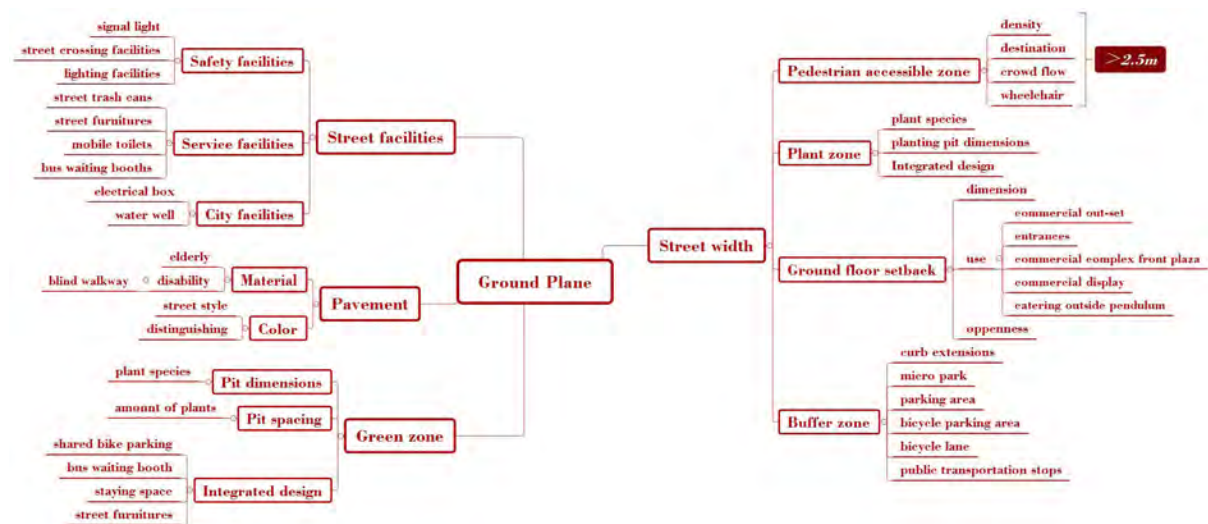 signal light
street crossing facilities
lighting facilities
Safety facilities
street trash cans
street furnitures
mobile toilets
bus waiting booths
Service facilities
electrical box
water well
City facilities
Street facilities
elderly
disability
blind walkway
Material
street style
distinguishing
Color
Pavement
plant species
Pit dimensions
amount of plants
Pit spacing
shared bike parking
bus waiting booth
staying space
street furnitures
Integrated design
Green zone
Ground Plane
Street width
Pedestrian accessible zone
density
destination
crowd flow
wheelchair
>2.5m
Plant zone
plant species
planting pit dimensions
Integrated design
Ground floor setback
dimension
use
commercial out-set
entrances
commercial complex front plaza
commercial display
catering outside pendulum
oppenness
Buffer zone
curb extensions
micro park
parking area
bicycle parking area
bicycle lane
public transportation stops